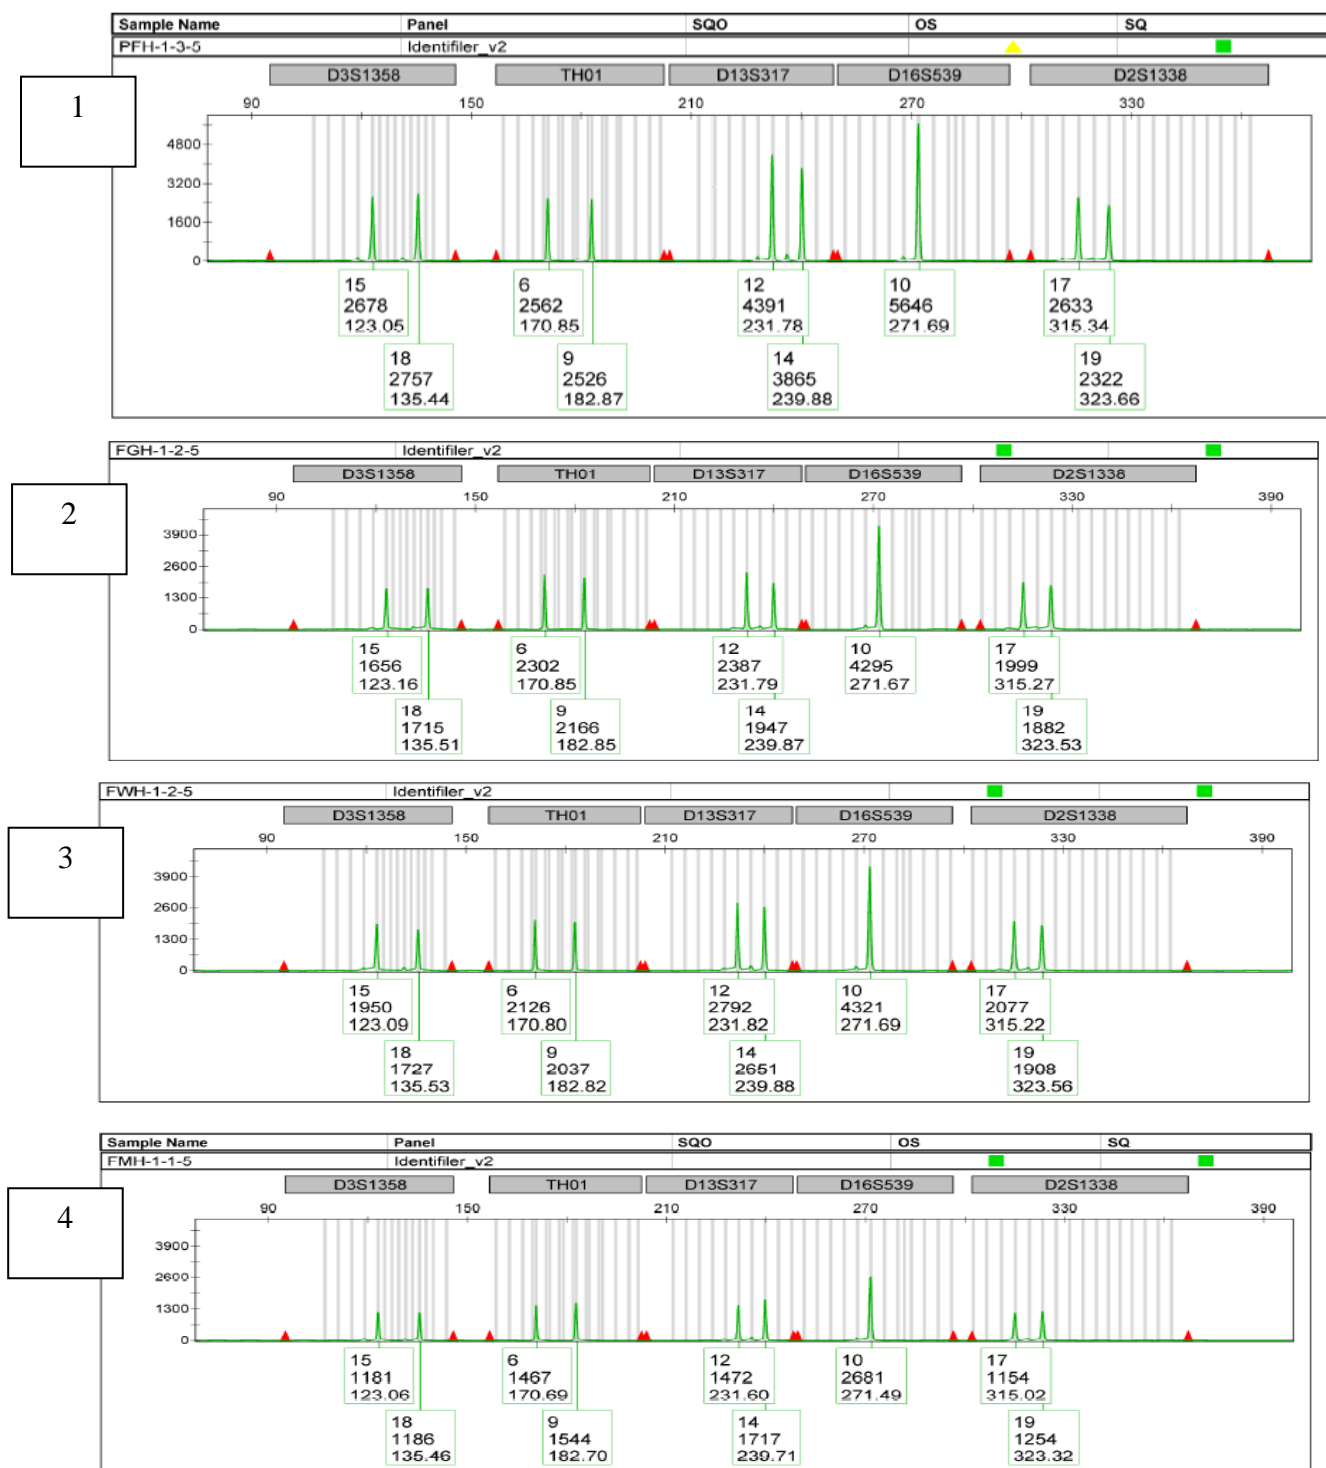 Sample Name Panel SQO OS SQ
PFH-1-3-5 Identifiler_v2
1
D3S1358 TH01 D13S317 D16S539 D2S1338
90 150 210 270 330
4800
3200
1600
0
15 6 12 10 17
2678 2562 4391 5646 2633
123.05 170.85 231.78 271.69 315.34
18 9 14 19
2757 2526 3865 2322
135.44 182.87 239.88 323.66
FGH-1-2-5 Identifiler_v2
2
D3S1358 TH01 D13S317 D16S539 D2S1338
90 150 210 270 330 390
3900
2600
1300
0
15 6 12 10 17
1656 2302 2387 4295 1999
123.16 170.85 231.79 271.67 315.27
18 9 14 19
1715 2166 1947 1882
135.51 182.85 239.87 323.53
FWH-1-2-5 Identifiler_v2
3
D3S1358 TH01 D13S317 D16S539 D2S1338
90 150 210 270 330 390
3900
2600
1300
0
15 6 12 10 17
1950 2126 2792 4321 2077
123.09 170.80 231.82 271.69 315.22
18 9 14 19
1727 2037 2651 1908
135.53 182.82 239.88 323.56
Sample Name Panel SQO OS SQ
FMH-1-1-5 Identifiler_v2
4
D3S1358 TH01 D13S317 D16S539 D2S1338
90 150 210 270 330 390
3900
2600
1300
0
15 6 12 10 17
1181 1467 1472 2681 1154
123.06 170.69 231.60 271.49 315.02
18 9 14 19
1186 1544 1717 1254
135.46 182.70 239.71 323.32